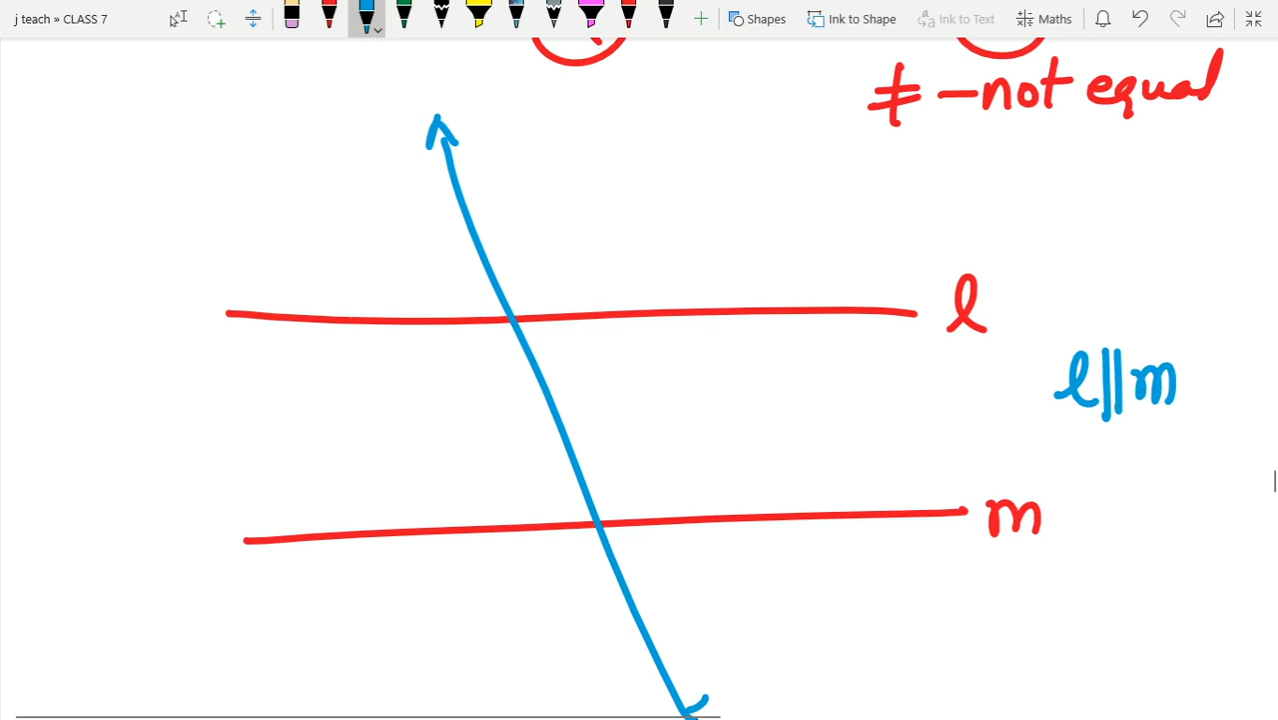 j teach » CLASS 7
Shapes
Ink to Shape
Ink to Text
Maths
≠ - not equal
l
l || m
m